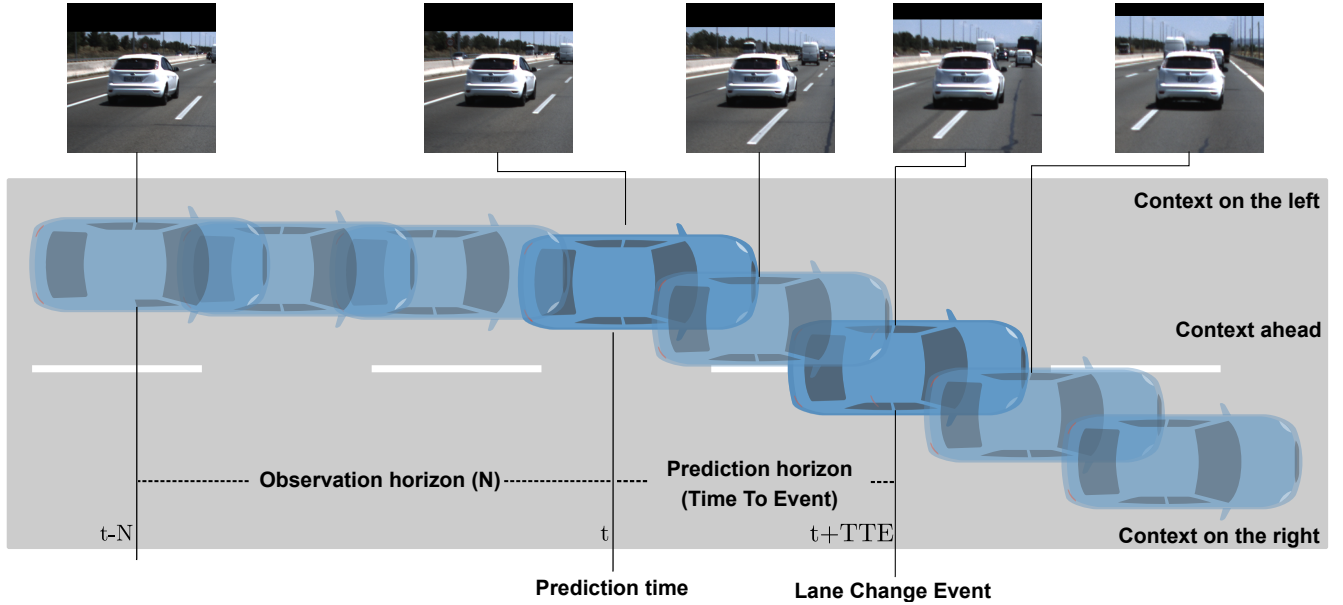 Context on the left
Context ahead
Observation horizon (N)
Prediction horizon
(Time To Event)
t-N
t
t+TTE
Context on the right
Prediction time
Lane Change Event